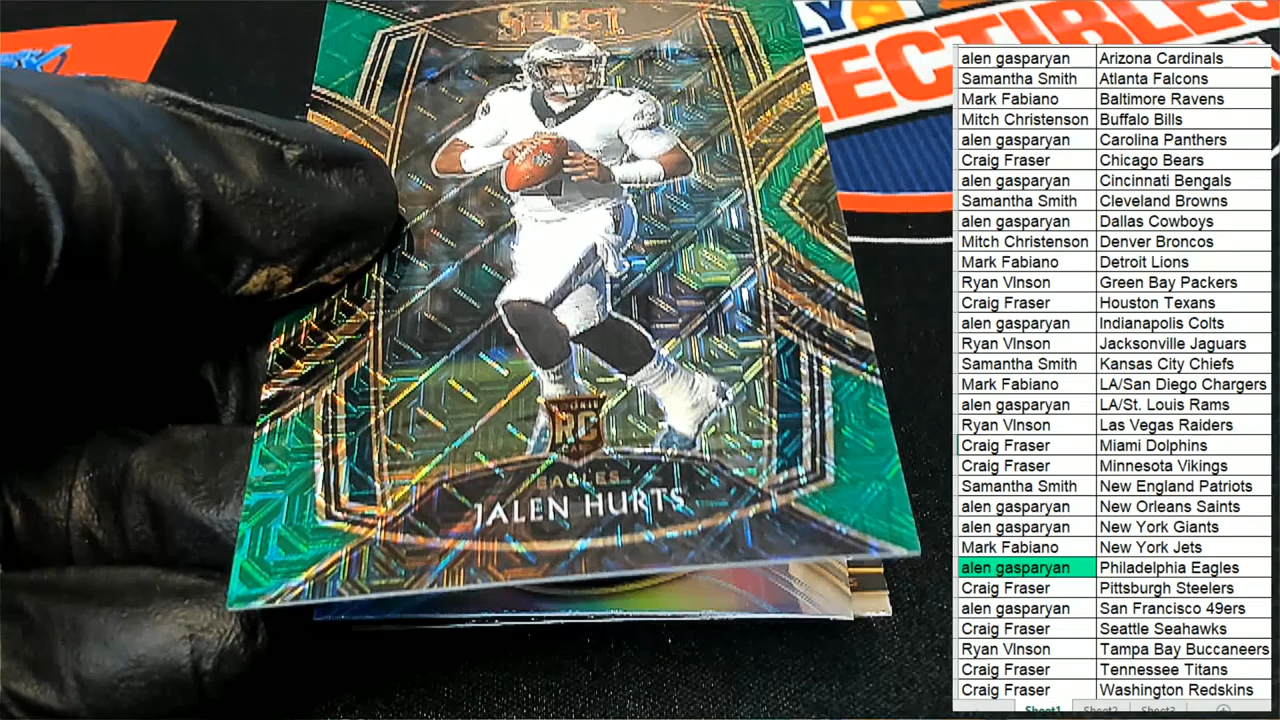 SELECT
RC
EAGLES
JALEN HURTS
LECTIBLES
alen gasparyan Arizona Cardinals
Samantha Smith Atlanta Falcons
Mark Fabiano Baltimore Ravens
Mitch Christenson Buffalo Bills
alen gasparyan Carolina Panthers
Craig Fraser Chicago Bears
alen gasparyan Cincinnati Bengals
Samantha Smith Cleveland Browns
alen gasparyan Dallas Cowboys
Mitch Christenson Denver Broncos
Mark Fabiano Detroit Lions
Ryan VInson Green Bay Packers
Craig Fraser Houston Texans
alen gasparyan Indianapolis Colts
Ryan VInson Jacksonville Jaguars
Samantha Smith Kansas City Chiefs
Mark Fabiano LA/San Diego Chargers
alen gasparyan LA/St. Louis Rams
Ryan VInson Las Vegas Raiders
Craig Fraser Miami Dolphins
Craig Fraser Minnesota Vikings
Samantha Smith New England Patriots
alen gasparyan New Orleans Saints
alen gasparyan New York Giants
Mark Fabiano New York Jets
alen gasparyan Philadelphia Eagles
Craig Fraser Pittsburgh Steelers
alen gasparyan San Francisco 49ers
Craig Fraser Seattle Seahawks
Ryan VInson Tampa Bay Buccaneers
Craig Fraser Tennessee Titans
Craig Fraser Washington Redskins
Sheet1 Sheet2 Sheet3